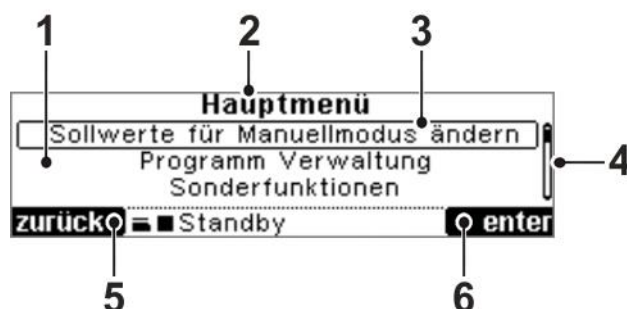 1 2 3
Hauptmenü
Sollwerte für Manuellmodus ändern
4
Programm Verwaltung
Sonderfunktionen
zurück Standby enter
5 6